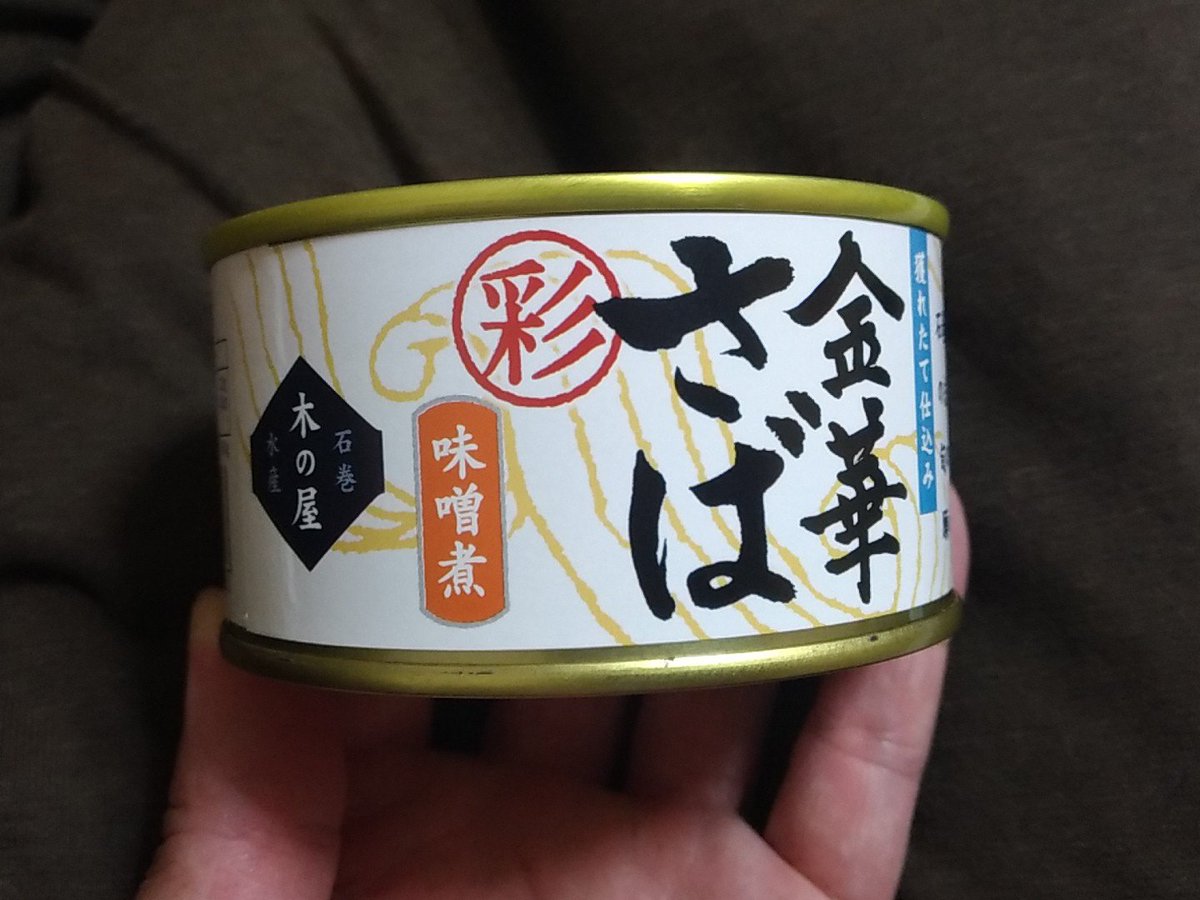 獲れたて仕込み
金華
さば
彩
味噌煮
石巻
木の屋
水産